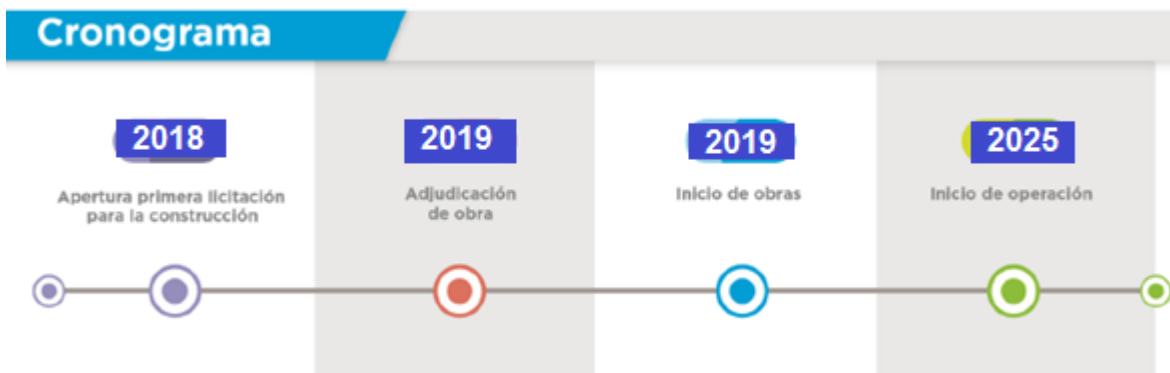 Cronograma
2018
Apertura primera licitación
para la construcción
2019
Adjudicación
de obra
2019
Inicio de obras
2025
Inicio de operación